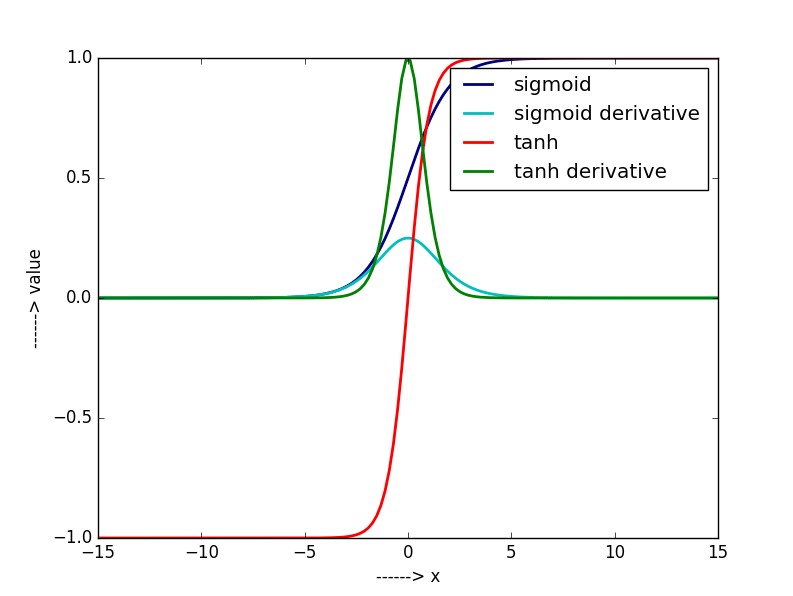 1.0
0.5
0.0
−0.5
−1.0
−15
−10
−5
0
5
10
15
------> value
------> x
sigmoid
sigmoid derivative
tanh
tanh derivative